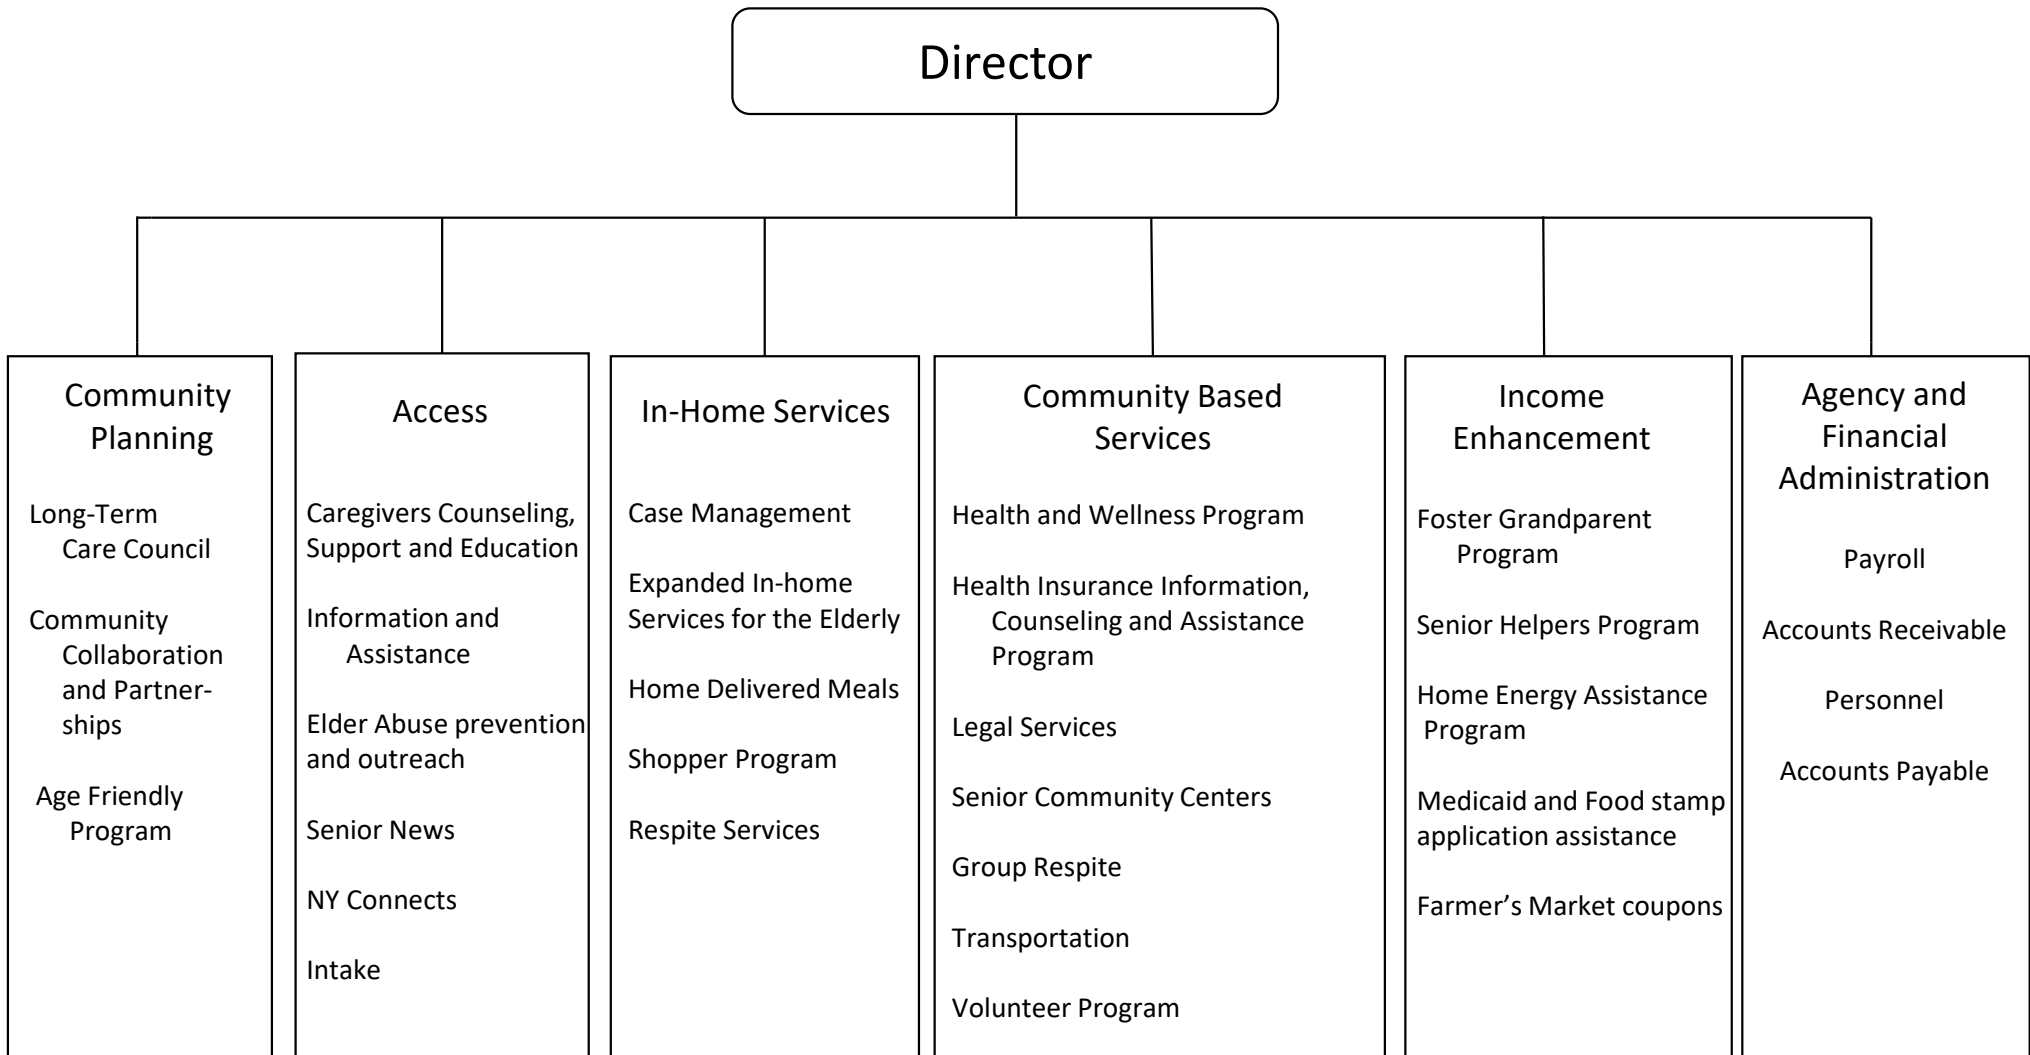 Director
Community
Planning
Long-Term
Care Council
Community
Collaboration
and Partner-
ships
Age Friendly
Program
Access
Caregivers Counseling,
Support and Education
Information and
Assistance
Elder Abuse prevention
and outreach
Senior News
NY Connects
Intake
In-Home Services
Case Management
Expanded In-home
Services for the Elderly
Home Delivered Meals
Shopper Program
Respite Services
Community Based
Services
Health and Wellness Program
Health Insurance Information,
Counseling and Assistance
Program
Legal Services
Senior Community Centers
Group Respite
Transportation
Volunteer Program
Income
Enhancement
Foster Grandparent
Program
Senior Helpers Program
Home Energy Assistance
Program
Medicaid and Food stamp
application assistance
Farmer’s Market coupons
Agency and
Financial
Administration
Payroll
Accounts Receivable
Personnel
Accounts Payable